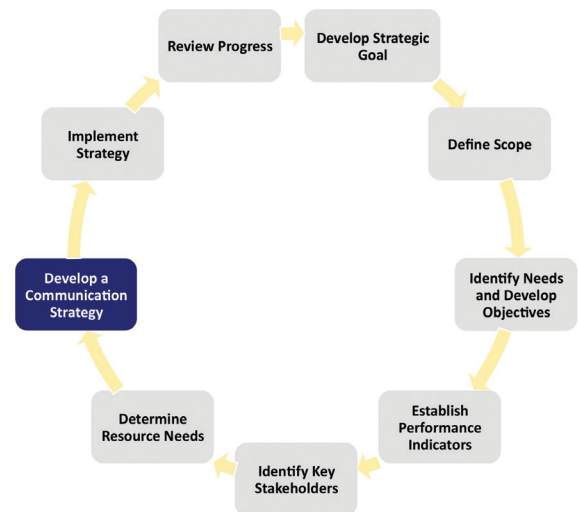 Review Progress
Develop Strategic
Goal
Define Scope
Identify Needs
and Develop
Objectives
Establish
Performance
Indicators
Identify Key
Stakeholders
Determine
Resource Needs
Develop a
Communication
Strategy
Implement
Strategy